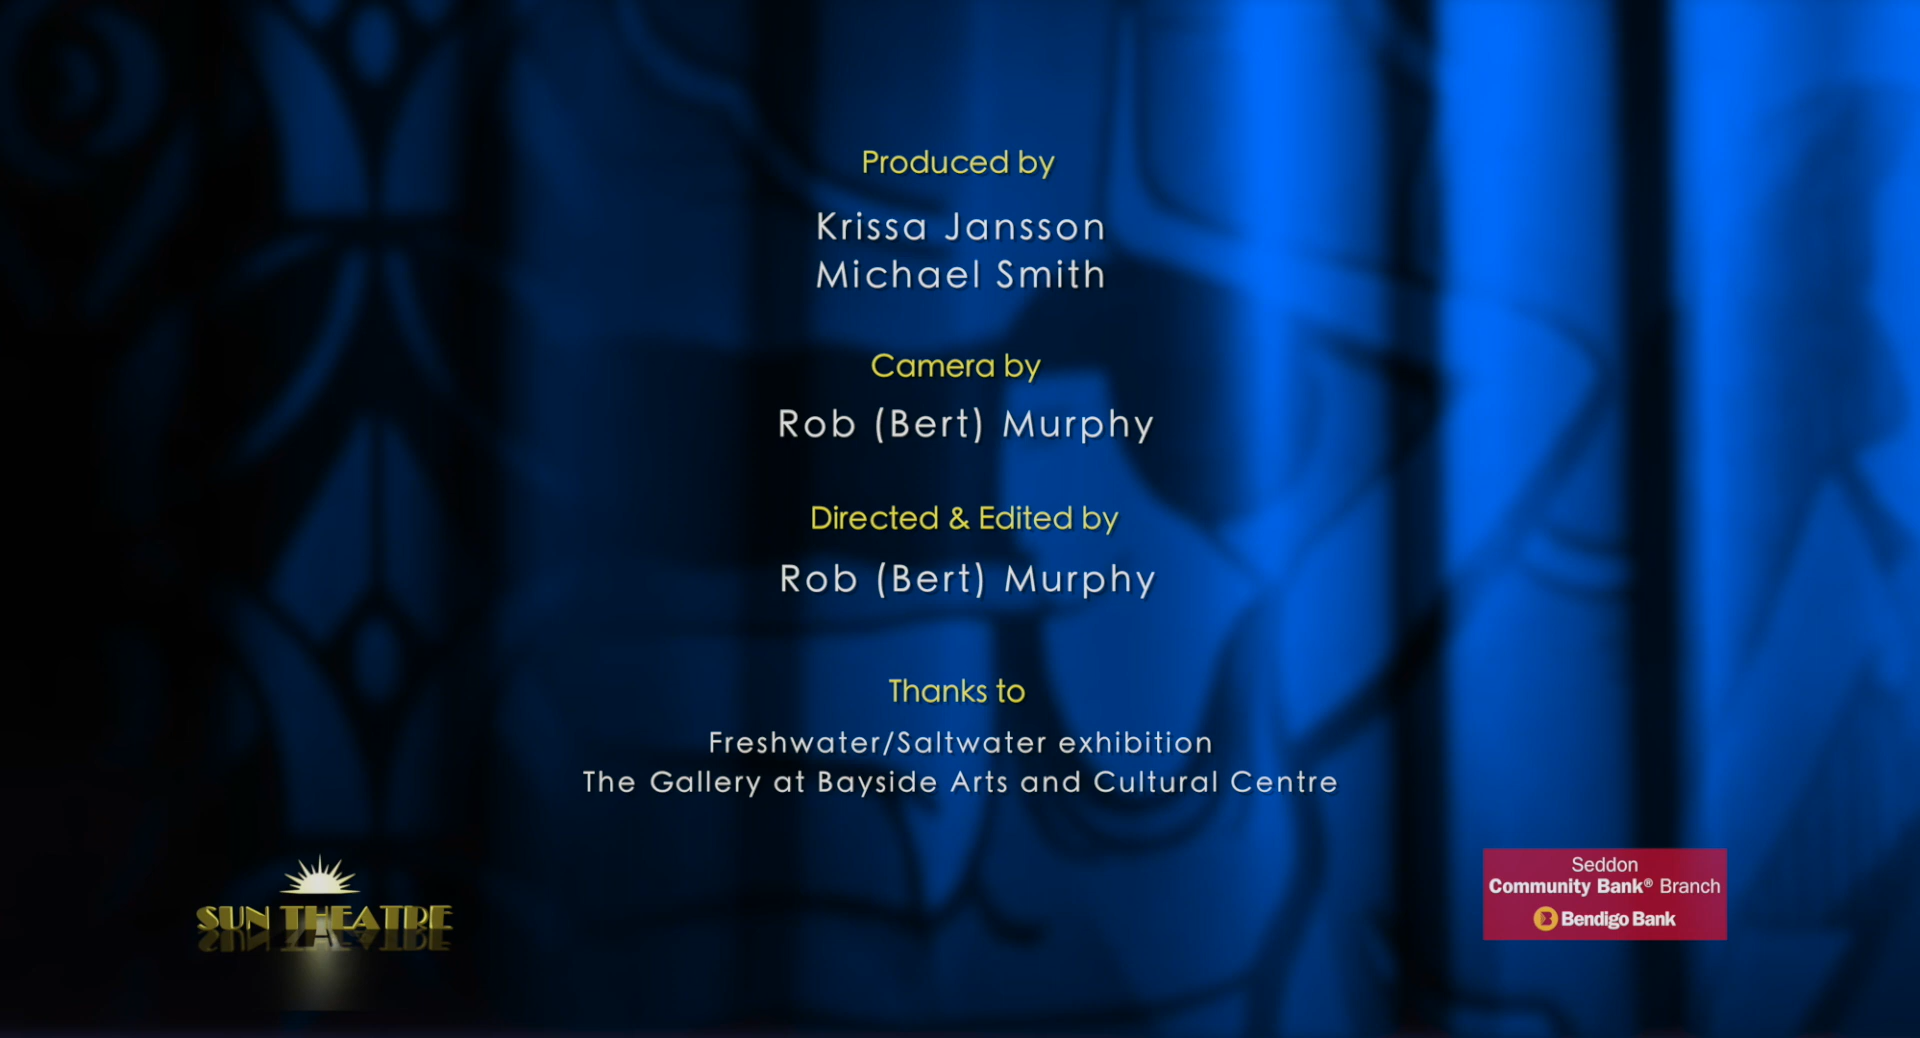 Produced by
Krissa Jansson
Michael Smith
Camera by
Rob (Bert) Murphy
Directed & Edited by
Rob (Bert) Murphy
Thanks to
Freshwater/Saltwater exhibition
The Gallery at Bayside Arts and Cultural Centre
SUN THEATRE
Seddon
Community Bank® Branch
Bendigo Bank